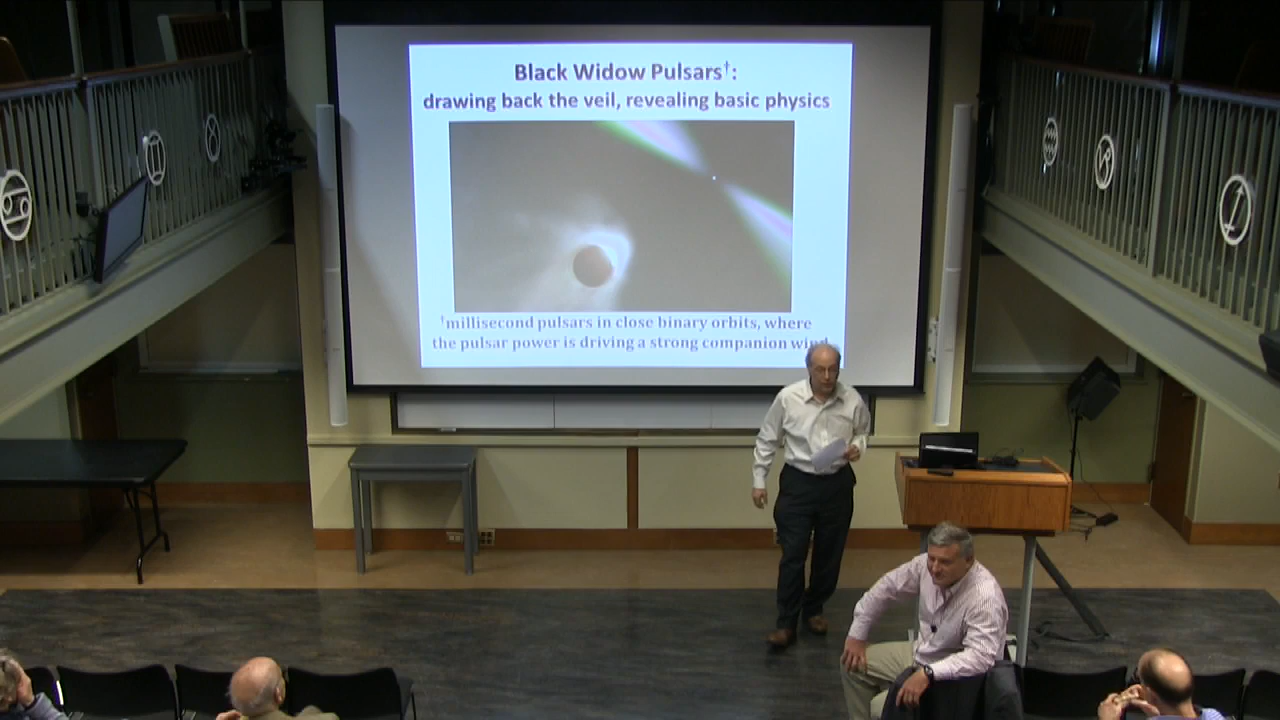 Black Widow Pulsars†:
drawing back the veil, revealing basic physics
†millisecond pulsars in close binary orbits, where
the pulsar power is driving a strong companion wind